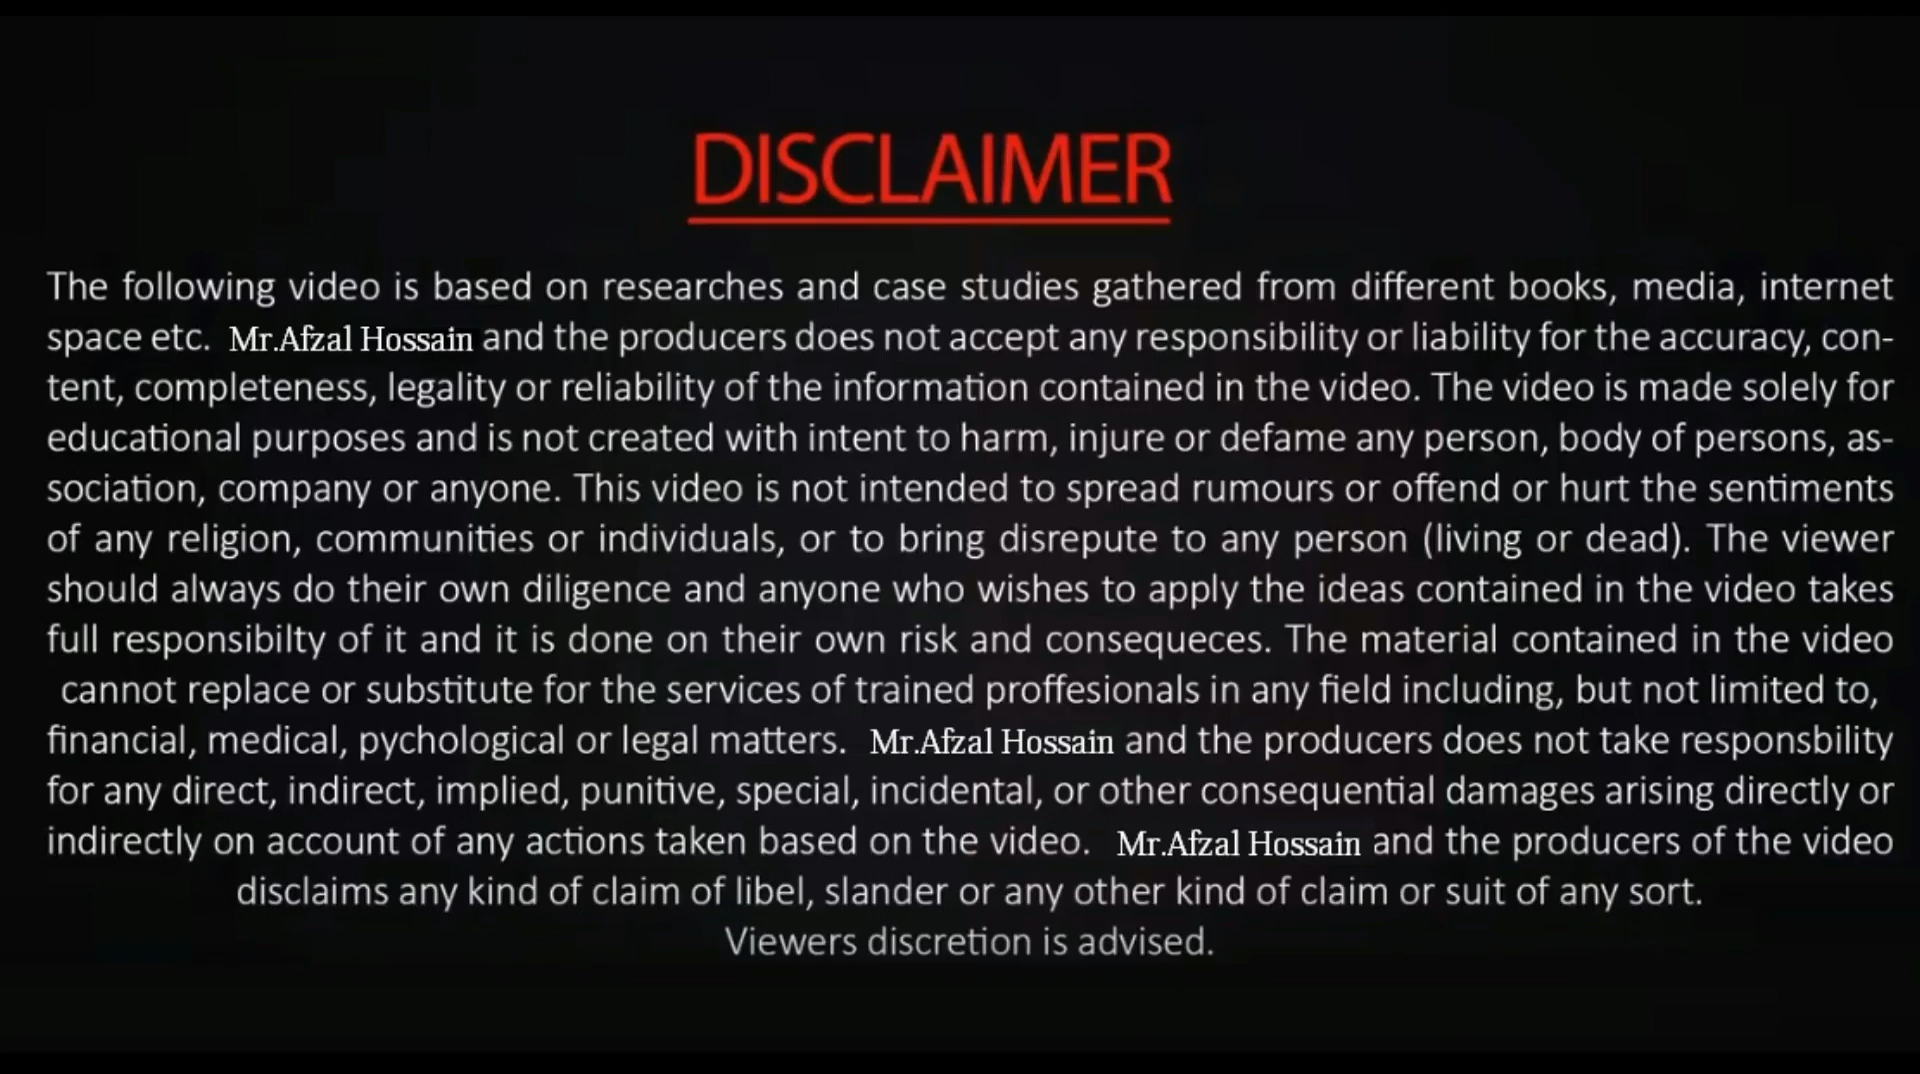 DISCLAIMER
The following video is based on researches and case studies gathered from different books, media, internet
space etc. Mr.Afzal Hossain and the producers does not accept any responsibility or liability for the accuracy, con-
tent, completeness, legality or reliability of the information contained in the video. The video is made solely for
educational purposes and is not created with intent to harm, injure or defame any person, body of persons, as-
sociation, company or anyone. This video is not intended to spread rumours or offend or hurt the sentiments
of any religion, communities or individuals, or to bring disrepute to any person (living or dead). The viewer
should always do their own diligence and anyone who wishes to apply the ideas contained in the video takes
full responsibilty of it and it is done on their own risk and consequeces. The material contained in the video
cannot replace or substitute for the services of trained proffesionals in any field including, but not limited to,
financial, medical, pychological or legal matters. Mr.Afzal Hossain and the producers does not take responsbility
for any direct, indirect, implied, punitive, special, incidental, or other consequential damages arising directly or
indirectly on account of any actions taken based on the video. Mr.Afzal Hossain and the producers of the video
disclaims any kind of claim of libel, slander or any other kind of claim or suit of any sort.
Viewers discretion is advised.